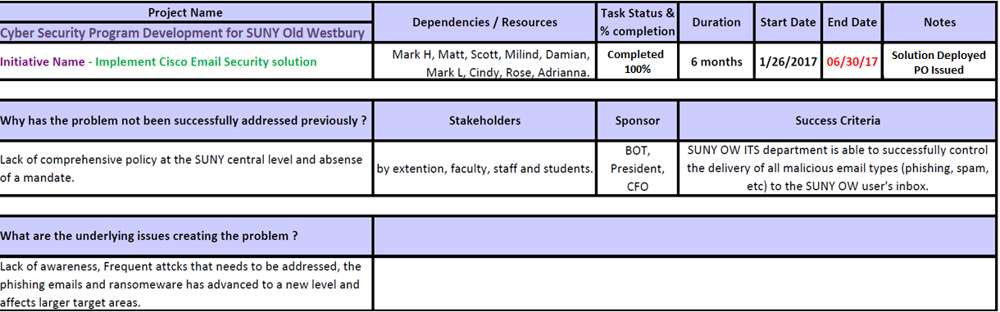 Project Name
Cyber Security Program Development for SUNY Old Westbury
Dependencies / Resources
Task Status &
% completion
Duration
Start Date
End Date
Notes
Initiative Name - Implement Cisco Email Security solution
Mark H, Matt, Scott, Milind, Damian,
Mark L, Cindy, Rose, Adrianna.
Completed
100%
6 months
1/26/2017
06/30/17
Solution Deployed
PO Issued
Why has the problem not been successfully addressed previously ?
Stakeholders
Sponsor
Success Criteria
Lack of comprehensive policy at the SUNY central level and absense
of a mandate.
by extention, faculty, staff and students.
BOT,
President,
CFO
SUNY OW ITS department is able to successfully control
the delivery of all malicious email types (phishing, spam,
etc) to the SUNY OW user's inbox.
What are the underlying issues creating the problem ?
Lack of awareness, Frequent attcks that needs to be addressed, the
phishing emails and ransomeware has advanced to a new level and
affects larger target areas.